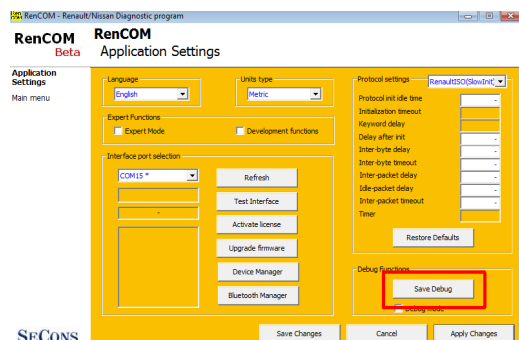 RenCOM - Renault/Nissan Diagnostic program
RenCOM
Beta
RenCOM
Application Settings
Application
Settings
Main menu
Language
English
Units type
Metric
Expert Functions
Expert Mode
Development functions
Interface port selection
COM15 *
-
Refresh
Test Interface
Activate license
Upgrade firmware
Device Manager
Bluetooth Manager
Protocol settings
RenaultISO(SlowInit)
Protocol init idle time
-
Initialization timeout
Keyword delay
Delay after init
-
Inter-byte delay
-
Inter-byte timeout
-
Inter-packet delay
-
Idle-packet delay
-
Inter-packet timeout
-
Timer
Restore Defaults
Debug Functions
Save Debug
Debug Mode
SECONS
Save Changes
Cancel
Apply Changes